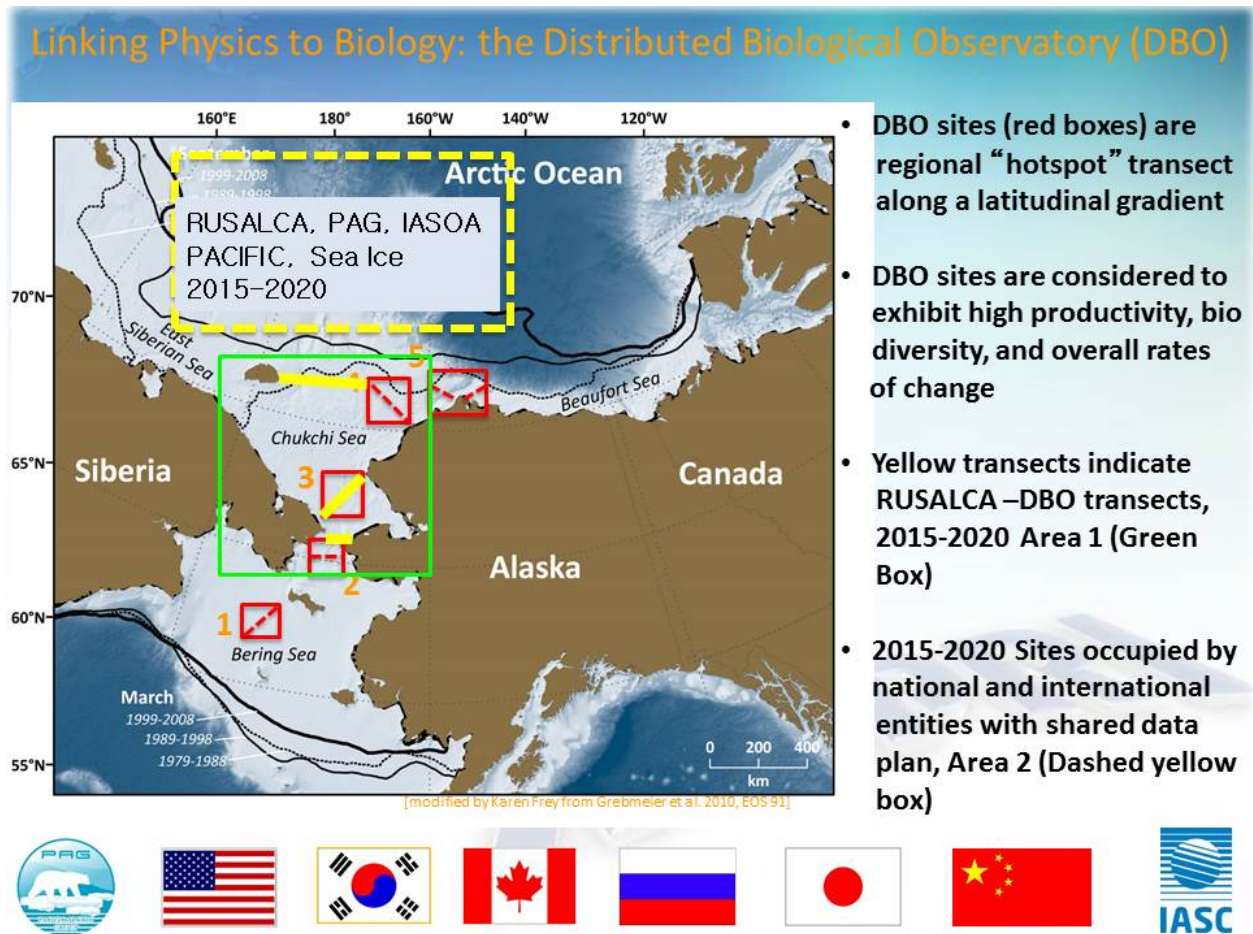 Linking Physics to Biology: the Distributed Biological Observatory (DBO)
160°E
180°
160°W
140°W
120°W
September
1999-2008
1989-1998
Arctic Ocean
RUSALCA, PAG, IASOA
PACIFIC, Sea Ice
2015-2020
70°N
East
Siberian Sea
5
4
Beaufort Sea
Chukchi Sea
65°N
Siberia
3
Canada
Alaska
2
60°N
1
Bering Sea
March
1999-2008
1989-1998
1979-1988
0 200 400
km
55°N
[modified by Karen Frey from Grebmeier et al. 2010, EOS 91]
• DBO sites (red boxes) are
regional “hotspot” transect
along a latitudinal gradient
• DBO sites are considered to
exhibit high productivity, bio
diversity, and overall rates
of change
• Yellow transects indicate
RUSALCA –DBO transects,
2015-2020 Area 1 (Green
Box)
• 2015-2020 Sites occupied by
national and international
entities with shared data
plan, Area 2 (Dashed yellow
box)
PAG
IASC